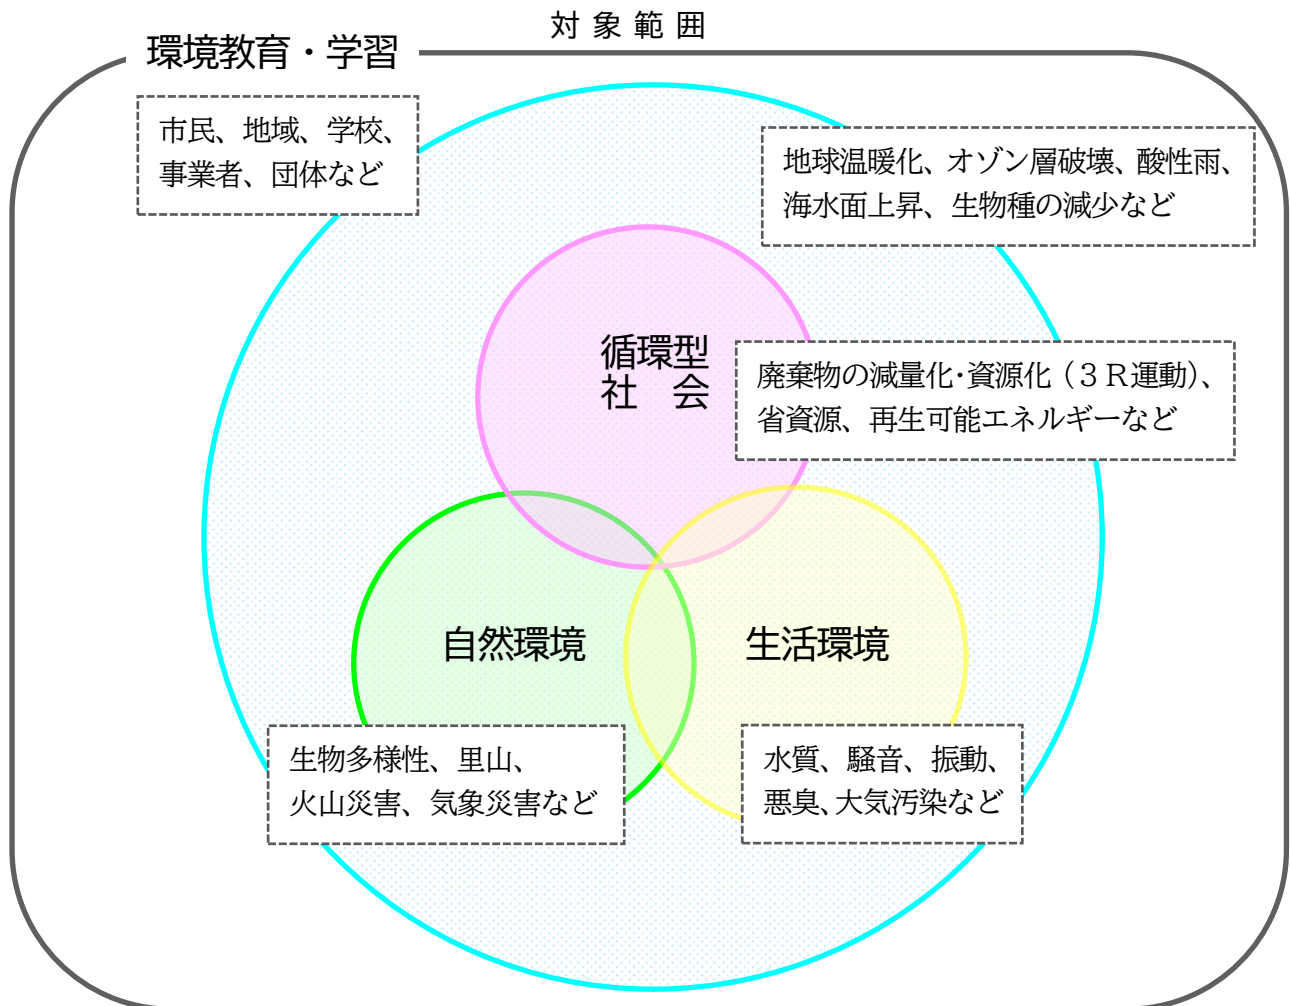 対象範囲
環境教育・学習
市民、地域、学校、
事業者、団体など
地球温暖化、オゾン層破壊、酸性雨、
海水面上昇、生物種の減少など
循環型
社　会
廃棄物の減量化・資源化（３Ｒ運動）、
省資源、再生可能エネルギーなど
自然環境
生活環境
生物多様性、里山、
火山災害、気象災害など
水質、騒音、振動、
悪臭、大気汚染など